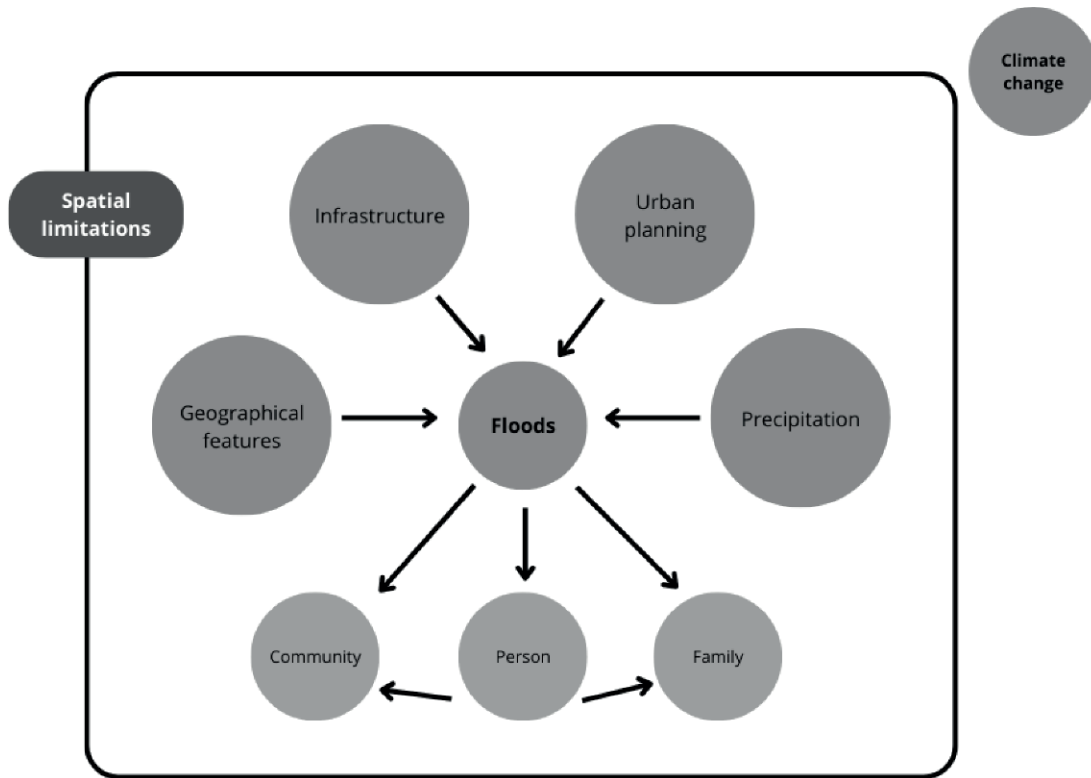 Climate
change
Spatial
limitations
Infrastructure
Urban
planning
Geographical
features
Floods
Precipitation
Community
Person
Family